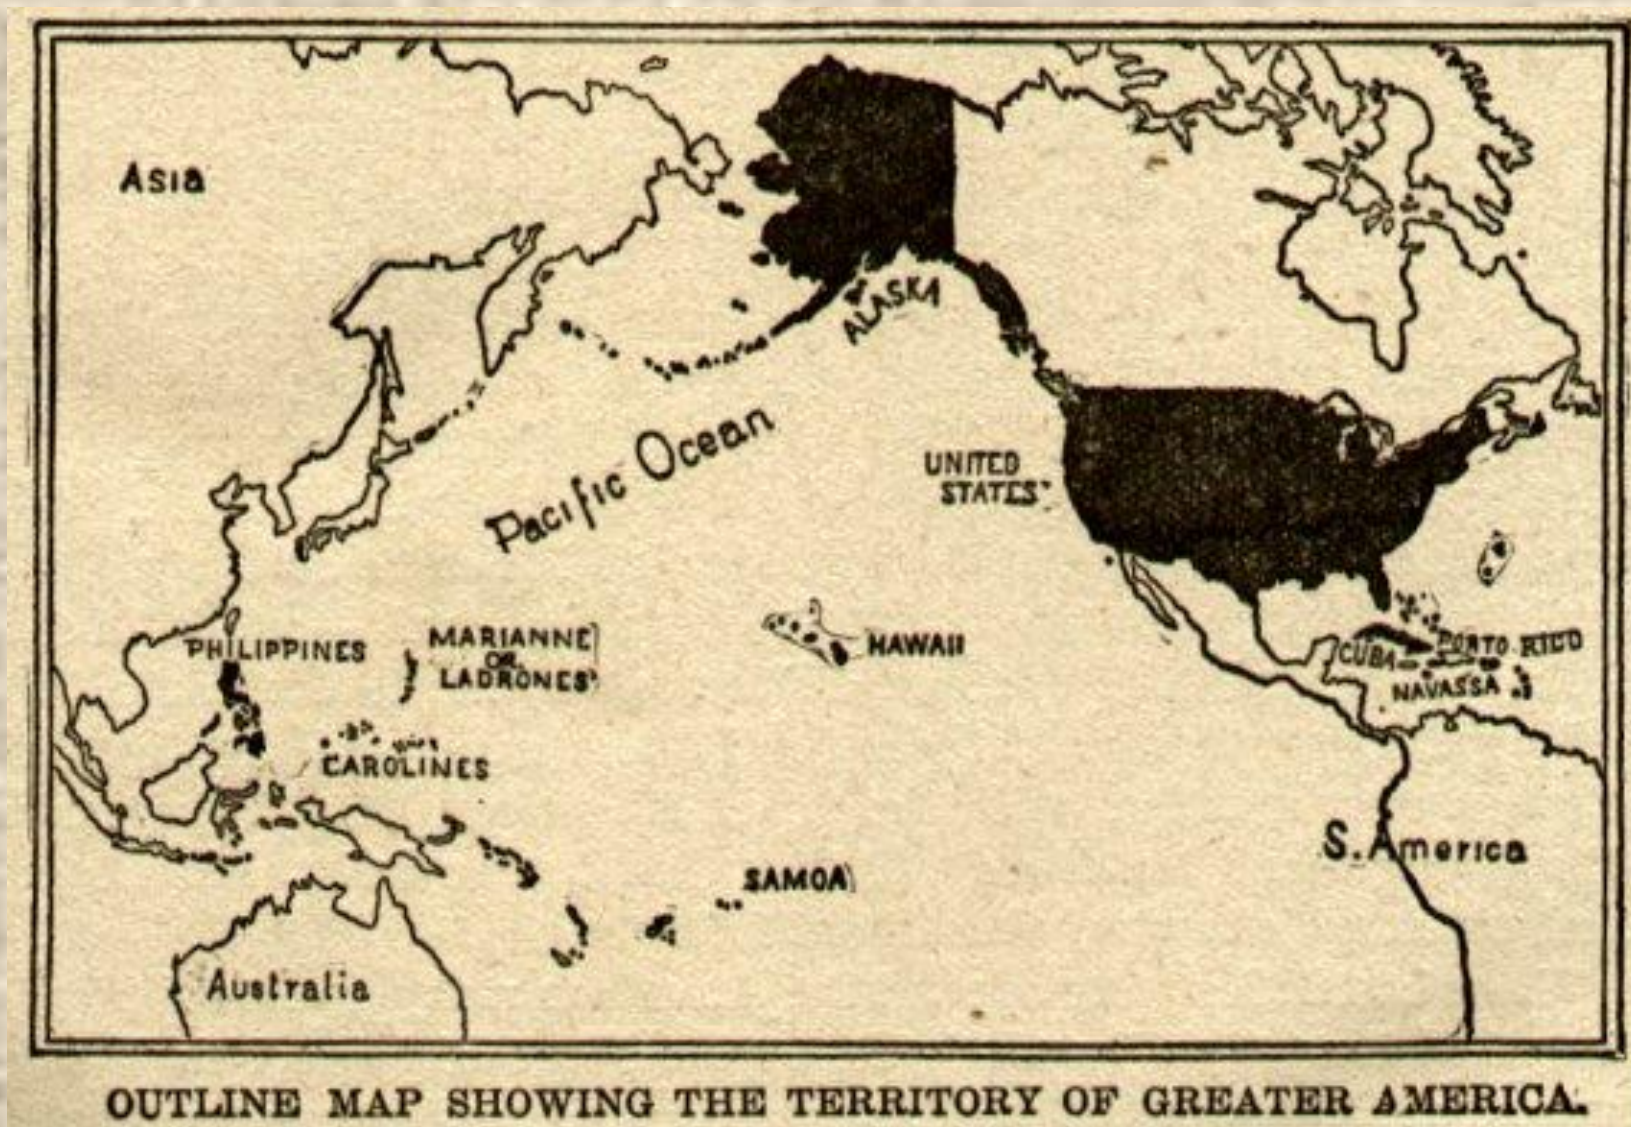 Asia
ALASKA
Pacific Ocean
UNITED
STATES
PHILIPPINES
MARIANNE
OR
LADRONES
HAWAII
CUBA
PORTO RICO
NAVASSA
CAROLINES
S. America
SAMOA
Australia
OUTLINE MAP SHOWING THE TERRITORY OF GREATER AMERICA.